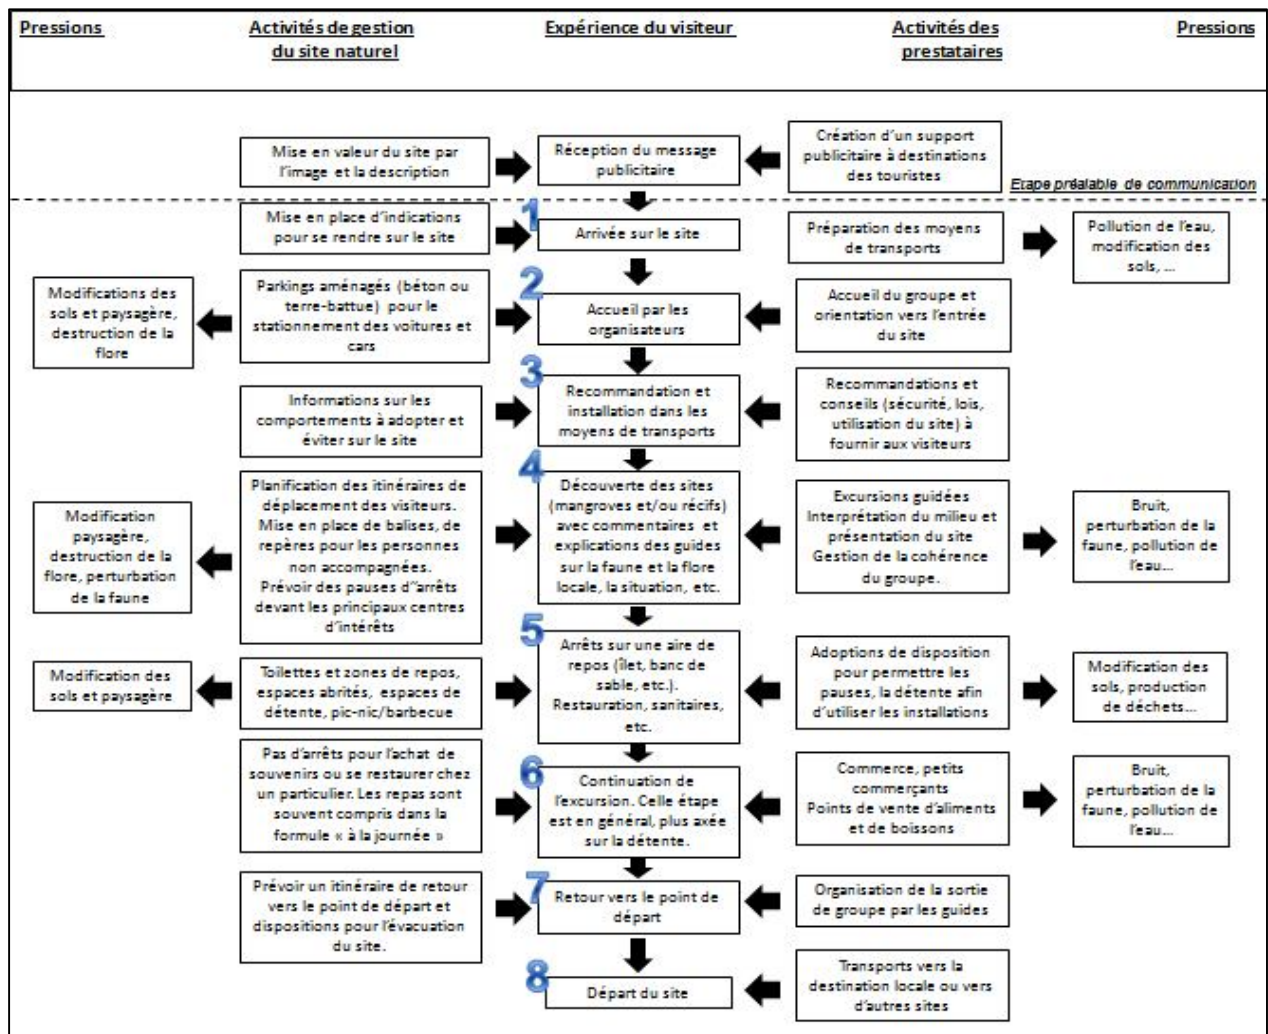 Pressions
Activités de gestion
du site naturel
Expérience du visiteur
Activités des
prestataires
Pressions
Mise en valeur du site par
l'image et la description
Réception du message
publicitaire
Création d'un support
publicitaire à destinations
des touristes
Etape préalable de communication
Mise en place d'indications
pour se rendre sur le site
1
Arrivée sur le site
Préparation des moyens
de transports
Pollution de l'eau,
modification des
sols, ...
Modifications des
sols et paysagère,
destruction de la
flore
Parkings aménagés (béton ou
terre-battue) pour le
stationnement des voitures et
cars
2
Accueil par les
organisateurs
Accueil du groupe et
orientation vers l'entrée
du site
Informations sur les
comportements à adopter et
éviter sur le site
3
Recommandation et
installation dans les
moyens de transports
Recommandations et
conseils (sécurité, lois,
utilisation du site) à
fournir aux visiteurs
Modification
paysagère,
destruction de la
flore, perturbation
de la faune
Planification des itinéraires de
déplacement des visiteurs.
Mise en place de balises, de
repères pour les personnes
non accompagnées.
Prévoir des pauses d''arrêts
devant les principaux centres
d'intérêts
4
Découverte des sites
(mangroves et/ou récifs)
avec commentaires et
explications des guides
sur la faune et la flore
locale, la situation, etc.
Excursions guidées
Interprétation du milieu et
présentation du site
Gestion de la cohérence
du groupe.
Bruit,
perturbation de la
faune, pollution de
l'eau...
Modification des
sols et paysagère
Toilettes et zones de repos,
espaces abrités, espaces de
détente, pic-nic/barbecue
5
Arrêts sur une aire de
repos (îlet, banc de
sable, etc.).
Restauration, sanitaires,
etc.
Adoptions de disposition
pour permettre les
pauses, la détente afin
d'utiliser les installations
Modification des
sols, production
de déchets...
Pas d'arrêts pour l'achat de
souvenirs ou se restaurer chez
un particulier. Les repas sont
souvent compris dans la
formule « à la journée »
6
Continuation de
l'excursion. Celle étape
est en général, plus axée
sur la détente.
Commerce, petits
commerçants
Points de vente d'aliments
et de boissons
Bruit,
perturbation de la
faune, pollution de
l'eau...
Prévoir un itinéraire de retour
vers le point de départ et
dispositions pour l'évacuation
du site.
7
Retour vers le point de
départ
Organisation de la sortie
de groupe par les guides
8
Départ du site
Transports vers la
destination locale ou vers
d'autres sites